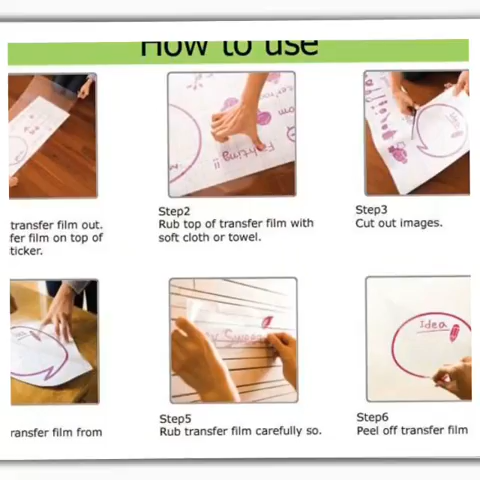 How to use
transfer film out.
fer film on top of
ticker.
Step2
Rub top of transfer film with
soft cloth or towel.
Step3
Cut out images.
Fighting!!
Idea
ransfer film from
Step5
Rub transfer film carefully so.
Step6
Peel off transfer film
Idea